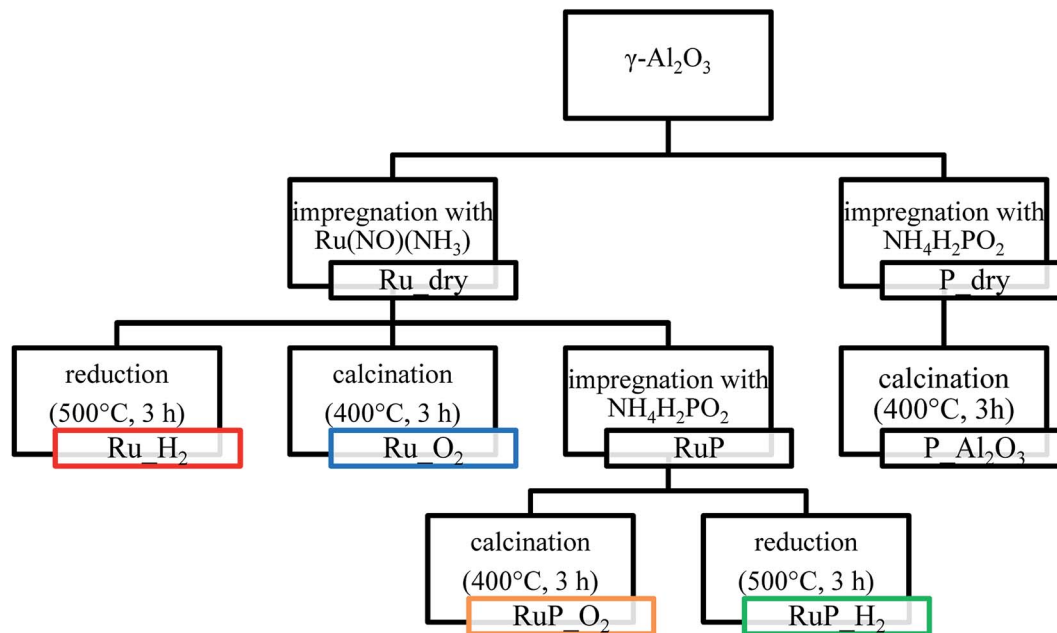 γ-Al₂O₃
impregnation with
Ru(NO)(NH₃)
Ru_dry
impregnation with
NH₄H₂PO₂
P_dry
reduction
(500°C, 3 h)
Ru_H₂
calcination
(400°C, 3 h)
Ru_O₂
impregnation with
NH₄H₂PO₂
RuP
calcination
(400°C, 3h)
P_Al₂O₃
calcination
(400°C, 3 h)
RuP_O₂
reduction
(500°C, 3 h)
RuP_H₂